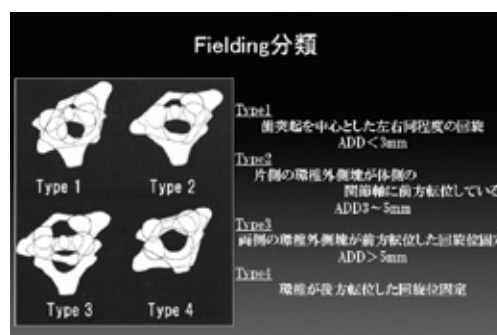 Fielding分類
Type 1
Type 2
Type 3
Type 4
Type1
歯突起を中心とした左右同程度の回旋
ADD<3mm
Type2
片側の環椎外側塊が体側の
関節軸に前方転位している
ADD3～5mm
Type3
両側の環椎外側塊が前方転位した回旋位固定
ADD>5mm
Type4
環椎が後方転位した回旋位固定